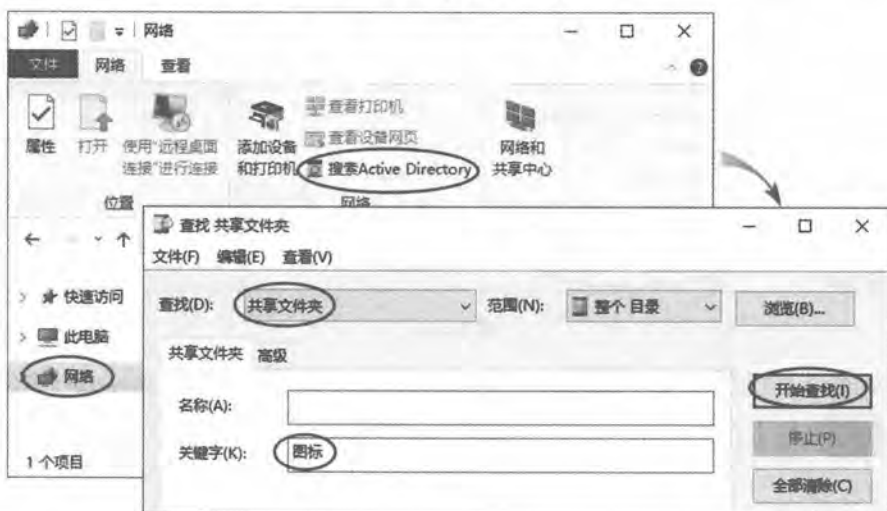 网络
文件 网络 查看
属性 打开 使用"远程桌面连接"进行连接 添加设备和打印机 查看打印机 查看设备网页 搜索Active Directory 网络和共享中心
位置 网络
快速访问
此电脑
网络
1 个项目
查找 共享文件夹
文件(F) 编辑(E) 查看(V)
查找(D): 共享文件夹 范围(N): 整个 目录 浏览(B)...
共享文件夹 高级
开始查找(I)
名称(A):
停止(P)
关键字(K): 图标
全部清除(C)